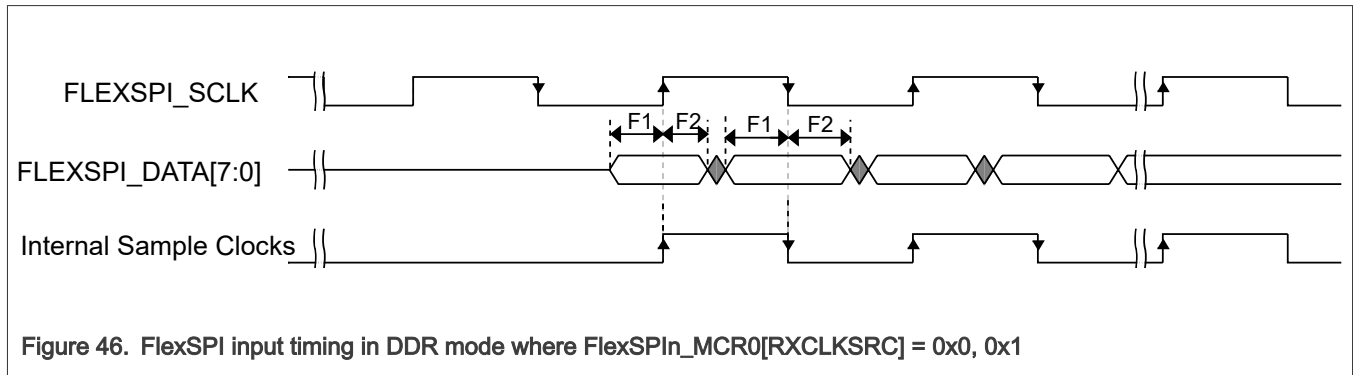 FLEXSPI_SCLK
F1 F2 F1 F2
FLEXSPI_DATA[7:0]
Internal Sample Clocks
Figure 46. FlexSPI input timing in DDR mode where FlexSPIn_MCR0[RXCLKSRC] = 0x0, 0x1